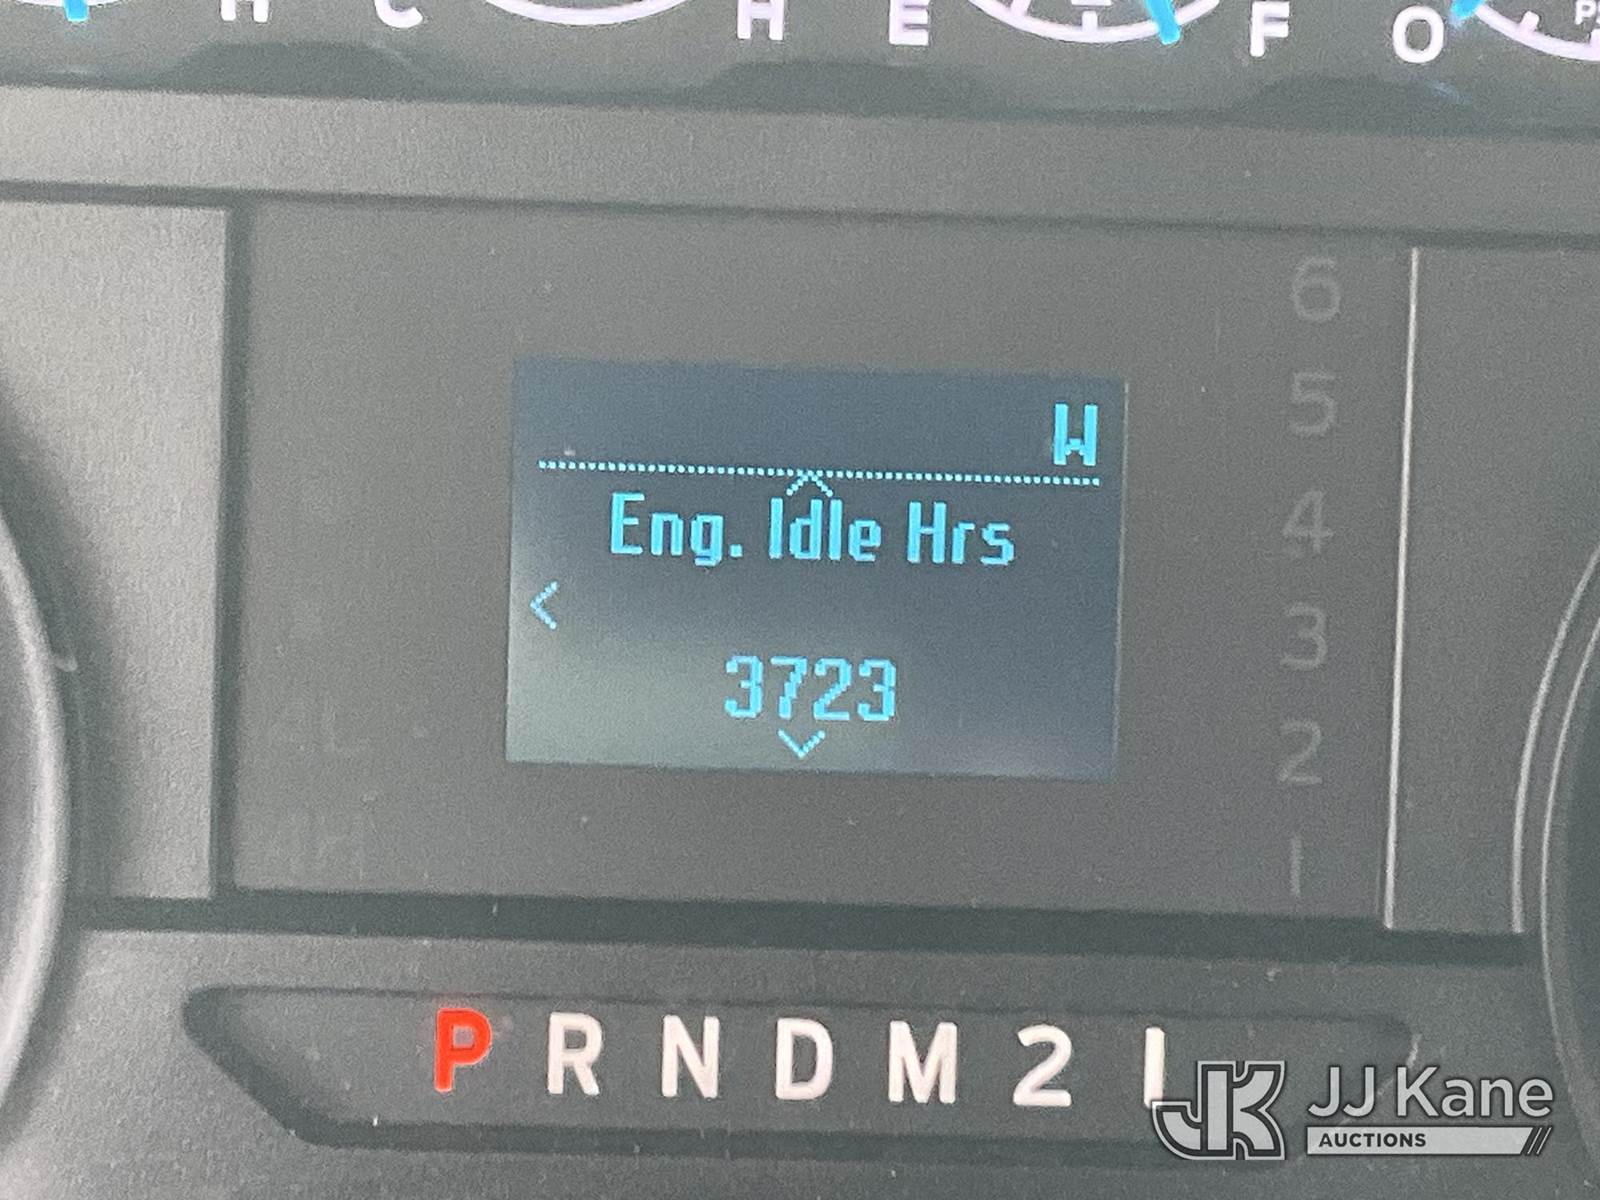 H C H E F O
W
Eng. Idle Hrs
3723
6
5
4
3
2
1
P R N D M 2 1
JJ Kane
AUCTIONS